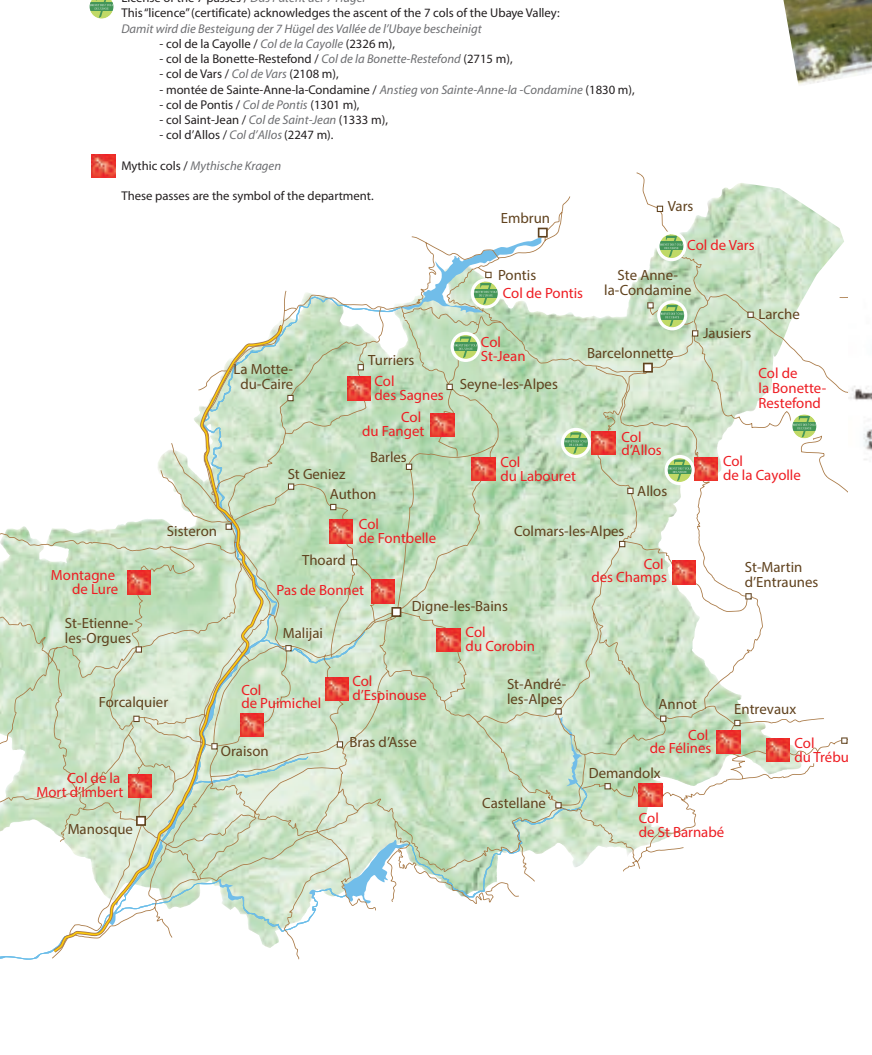 License of the 7 passes / Das Patent der 7 Hügel
This “licence” (certificate) acknowledges the ascent of the 7 cols of the Ubaye Valley:
Damit wird die Besteigung der 7 Hügel des Vallée de l’Ubaye bescheinigt
- col de la Cayolle / Col de la Cayolle (2326 m),
- col de la Bonette-Restefond / Col de la Bonette-Restefond (2715 m),
- col de Vars / Col de Vars (2108 m),
- montée de Sainte-Anne-la-Condamine / Anstieg von Sainte-Anne-la -Condamine (1830 m),
- col de Pontis / Col de Pontis (1301 m),
- col Saint-Jean / Col de Saint-Jean (1333 m),
- col d’Allos / Col d’Allos (2247 m).
Mythic cols / Mythische Kragen
These passes are the symbol of the department.
Vars
Embrun
Col de Vars
Pontis
Ste Anne-
la-Condamine
Col de Pontis
Larche
Jausiers
Col
St-Jean
Barcelonnette
Turriers
La Motte-
du-Caire
Col de
la Bonette-
Restefond
Col
des Sagnes
Seyne-les-Alpes
Col
du Fanget
Col
d’Allos
Barles
Col
du Labouret
Col
de la Cayolle
St Geniez
Authon
Allos
Sisteron
Col
de Fontbelle
Colmars-les-Alpes
Thoard
Col
des Champs
St-Martin
d’Entraunes
Montagne
de Lure
Pas de Bonnet
Digne-les-Bains
St-Etienne-
les-Orgues
Malijai
Col
du Corobin
Col
d’Espinouse
Col
de Puimichel
St-André-
les-Alpes
Forcalquier
Annot
Entrevaux
Oraison
Bras d’Asse
Col
de Félines
Col
du Trébu
Col de la
Mort d’Imbert
Demandolx
Castellane
Manosque
Col
de St Barnabé